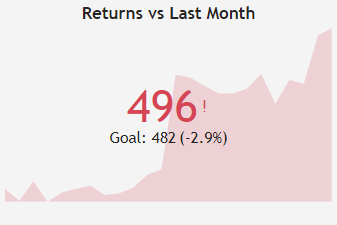 Returns vs Last Month
496!
Goal: 482 (-2.9%)